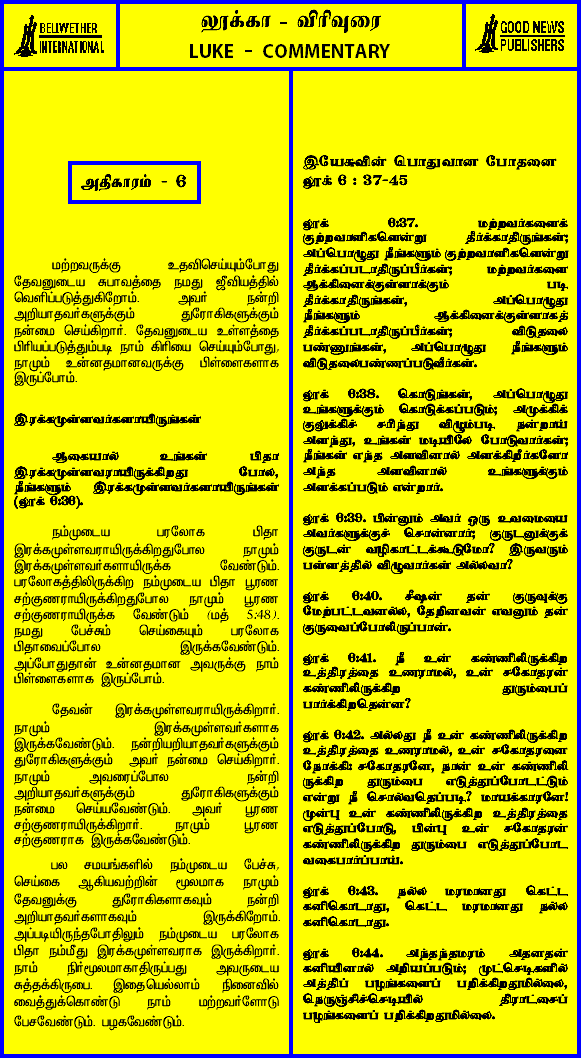 BELWETHER
INTERNATIONAL
லூக்கா - விரிவுரை
LUKE - COMMENTARY
GOOD NEWS
PUBLISHERS
அதிகாரம் - 6
மற்றவருக்கு உதவிசெய்யும்போது
தேவனுடைய சுபாவத்தை நமது ஜீவியத்தில்
வெளிப்படுத்துகிறோம். அவர் நன்றி
அறியாதவர்களுக்கும் துரோகிகளுக்கும்
நன்மை செய்கிறார். தேவனுடைய உள்ளத்தை
பிரியப்படுத்தும்படி நாம் கிரியை செய்யும்போது,
நாமும் உன்னதமானவருக்கு பிள்ளைகளாக
இருப்போம்.
இரக்கமுள்ளவர்களாயிருங்கள்
ஆகையால் உங்கள் பிதா
இரக்கமுள்ளவராயிருக்கிறது போல,
நீங்களும் இரக்கமுள்ளவர்களாயிருங்கள்
(லூக் 6:36).
நம்முடைய பரலோக பிதா
இரக்கமுள்ளவராயிருக்கிறதுபோல நாமும்
இரக்கமுள்ளவர்களாயிருக்க வேண்டும்.
பரலோகத்திலிருக்கிற நம்முடைய பிதா பூரண
சற்குணராயிருக்கிறதுபோல நாமும் பூரண
சற்குணராயிருக்க வேண்டும் (மத் 5:48).
நமது பேச்சும் செய்கையும் பரலோக
பிதாவைப்போல இருக்கவேண்டும்.
அப்போதுதான் உன்னதமான அவருக்கு நாம்
பிள்ளைகளாக இருப்போம்.
தேவன் இரக்கமுள்ளவராயிருக்கிறார்.
நாமும் இரக்கமுள்ளவர்களாக
இருக்கவேண்டும். நன்றியறியாதவர்களுக்கும்
துரோகிகளுக்கும் அவர் நன்மை செய்கிறார்.
நாமும் அவரைப்போல நன்றி
அறியாதவர்களுக்கும் துரோகிகளுக்கும்
நன்மை செய்யவேண்டும். அவர் பூரண
சற்குணராயிருக்கிறார். நாமும் பூரண
சற்குணராக இருக்கவேண்டும்.
பல சமயங்களில் நம்முடைய பேச்சு,
செய்கை ஆகியவற்றின் மூலமாக நாமும்
தேவனுக்கு துரோகிகளாகவும் நன்றி
அறியாதவர்களாகவும் இருக்கிறோம்.
அப்படியிருந்தபோதிலும் நம்முடைய பரலோக
பிதா நம்மீது இரக்கமுள்ளவராக இருக்கிறார்.
நாம் நிர்மூலமாகாதிருப்பது அவருடைய
சுத்தக்கிருபை. இதையெல்லாம் நினைவில்
வைத்துக்கொண்டு நாம் மற்றவர்ளோடு
பேசவேண்டும். பழகவேண்டும்.
இயேசுவின் பொதுவான போதனை
லூக் 6 : 37-45
லூக் 6:37. மற்றவர்களைக்
குற்றவாளிகளென்று தீர்க்காதிருங்கள்;
அப்பொழுது நீங்களும் குற்றவாளிகளென்று
தீர்க்கப்படாதிருப்பீர்கள்; மற்றவர்களை
ஆக்கினைக்குள்ளாக்கும் படி
தீர்க்காதிருங்கள், அப்பொழுது
நீங்களும் ஆக்கினைக்குள்ளாகத்
தீர்க்கப்படாதிருப்பீர்கள்; விடுதலை
பண்ணுங்கள், அப்பொழுது நீங்களும்
விடுதலைபண்ணப்படுவீர்கள்.
லூக் 6:38. கொடுங்கள், அப்பொழுது
உங்களுக்கும் கொடுக்கப்படும்; அமுக்கிக்
குலுக்கிச் சரிந்து விழும்படி நன்றாய்
அளந்து, உங்கள் மடியிலே போடுவார்கள்;
நீங்கள் எந்த அளவினால் அளக்கிறீர்களோ
அந்த அளவினால் உங்களுக்கும்
அளக்கப்படும் என்றார்.
லூக் 6:39. பின்னும் அவர் ஒரு உவமையை
அவர்களுக்குச் சொன்னார்; குருடனுக்குக்
குருடன் வழிகாட்டக்கூடுமோ? இருவரும்
பள்ளத்தில் விழுவார்கள் அல்லவா?
லூக் 6:40. சீஷன் தன் குருவுக்கு
மேற்பட்டவனல்ல, தேறினவன் எவனும் தன்
குருவைப்போலிருப்பான்.
லூக் 6:41. நீ உன் கண்ணிலிருக்கிற
உத்திரத்தை உணராமல், உன் சகோதரன்
கண்ணிலிருக்கிற துரும்பைப்
பார்க்கிறதென்ன?
லூக் 6:42. அல்லது நீ உன் கண்ணிலிருக்கிற
உத்திரத்தை உணராமல், உன் சகோதரனை
நோக்கி: சகோதரனே, நான் உன் கண்ணிலி
ருக்கிற துரும்பை எடுத்துப்போடட்டும்
என்று நீ சொல்வதெப்படி? மாயக்காரனே!
முன்பு உன் கண்ணிலிருக்கிற உத்திரத்தை
எடுத்துப்போடு, பின்பு உன் சகோதரன்
கண்ணிலிருக்கிற துரும்பை எடுத்துப்போட
வகைபார்ப்பாய்.
லூக் 6:43. நல்ல மரமானது கெட்ட
கனிகொடாது, கெட்ட மரமானது நல்ல
கனிகொடாது.
லூக் 6:44. அந்தந்தமரம் அதனதன்
கனியினால் அறியப்படும்; முட்செடிகளில்
அத்திப் பழங்களைப் பறிக்கிறதுமில்லை,
நெருஞ்சிச்செடியில் திராட்சைப்
பழங்களைப் பறிக்கிறதுமில்லை.